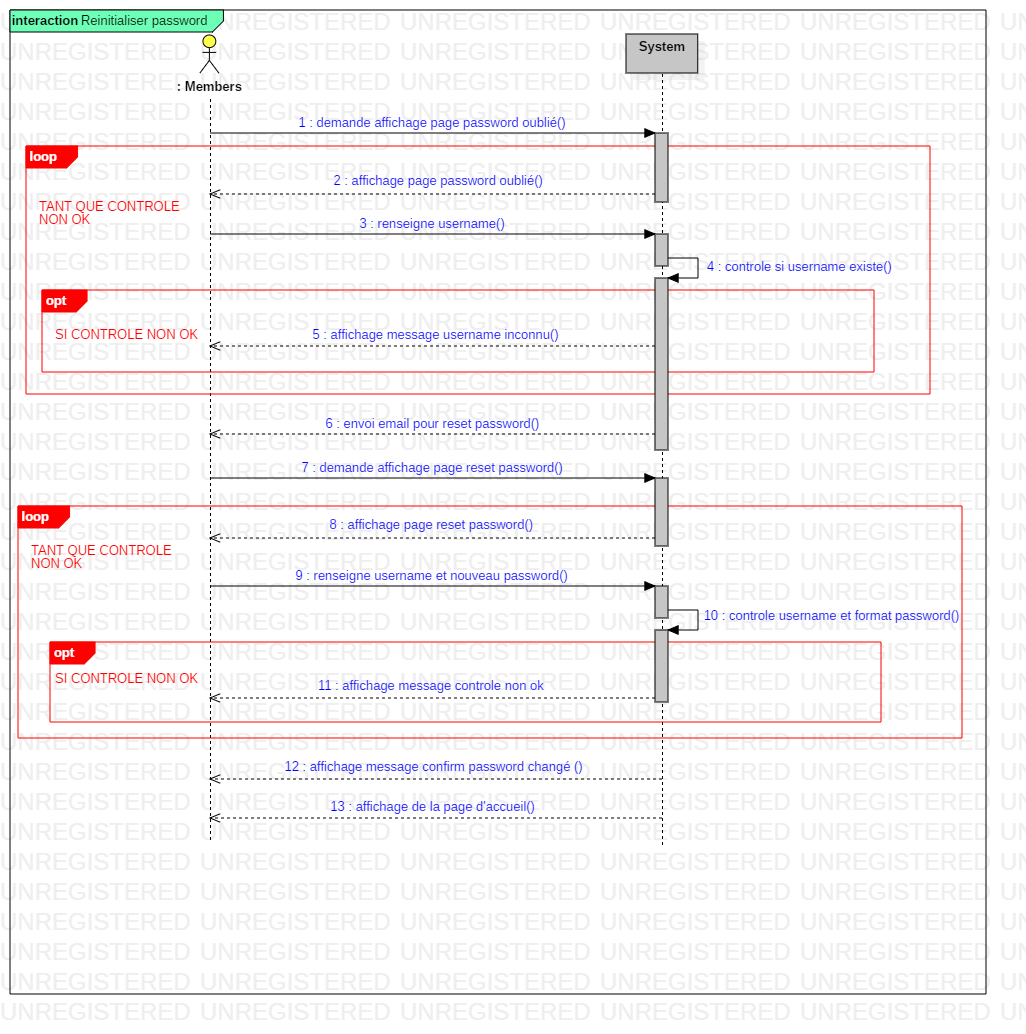 interaction Reinitialiser password
System
: Members
1 : demande affichage page password oublié()
loop
2 : affichage page password oublié()
TANT QUE CONTROLE
NON OK
3 : renseigne username()
4 : controle si username existe()
opt
SI CONTROLE NON OK
5 : affichage message username inconnu()
6 : envoi email pour reset password()
7 : demande affichage page reset password()
loop
8 : affichage page reset password()
TANT QUE CONTROLE
NON OK
9 : renseigne username et nouveau password()
10 : controle username et format password()
opt
SI CONTROLE NON OK
11 : affichage message controle non ok
12 : affichage message confirm password changé ()
13 : affichage de la page d'accueil()
UNREGISTERED